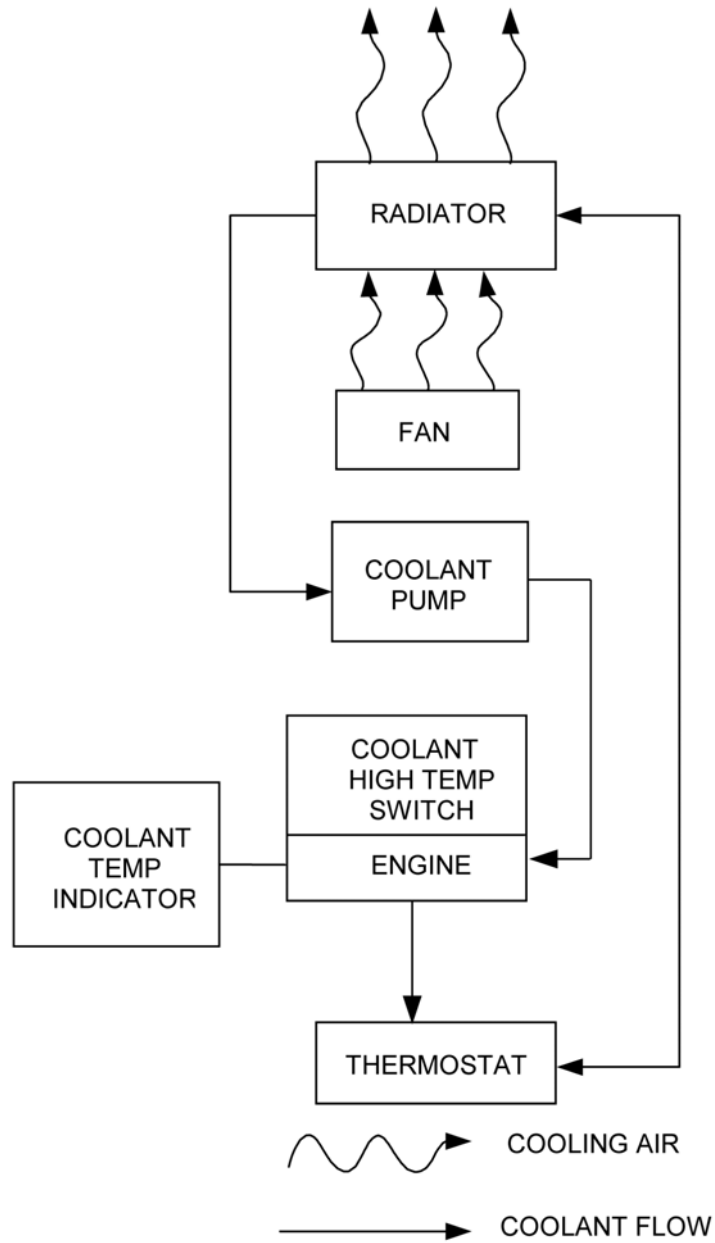 RADIATOR
FAN
COOLANT
PUMP
COOLANT
HIGH TEMP
SWITCH
ENGINE
COOLANT
TEMP
INDICATOR
THERMOSTAT
COOLING AIR
COOLANT FLOW